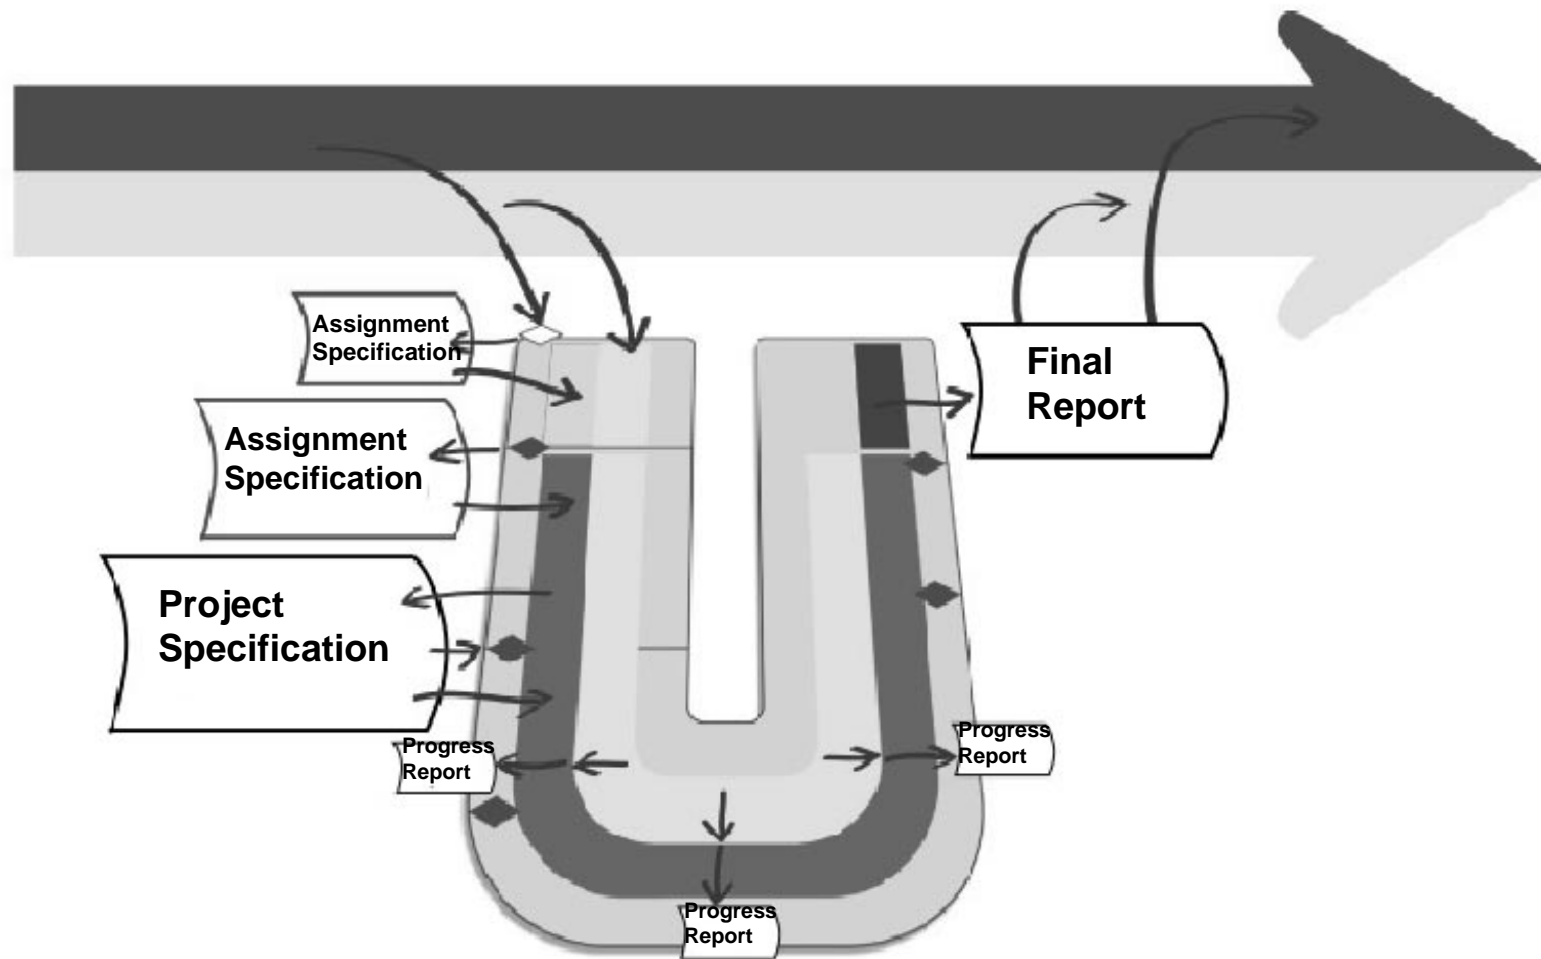 Assignment
Specification
Final
Report
Assignment
Specification
Project
Specification
Progress
Report
Progress
Report
Progress
Report